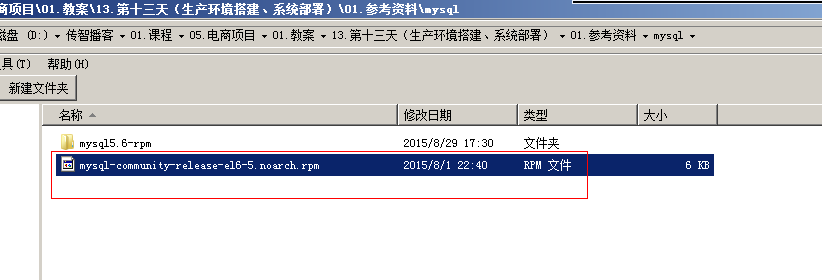 商项目\01.教案\13.第十三天（生产环境搭建、系统部署）\01.参考资料\mysql
磁盘 (D:) 传智播客 01.课程 05.电商项目 01.教案 13.第十三天（生产环境搭建、系统部署） 01.参考资料 mysql
具(T) 帮助(H)
新建文件夹
名称 修改日期 类型 大小
mysql5.6-rpm 2015/8/29 17:30 文件夹
mysql-community-release-el6-5.noarch.rpm 2015/8/1 22:40 RPM 文件 6 KB